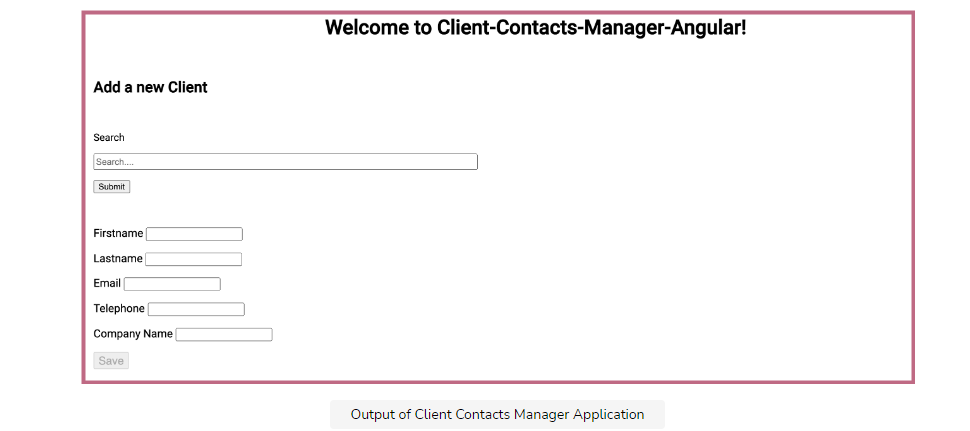 Welcome to Client-Contacts-Manager-Angular!
Add a new Client
Search
Search....
Submit
Firstname
Lastname
Email
Telephone
Company Name
Save
Output of Client Contacts Manager Application